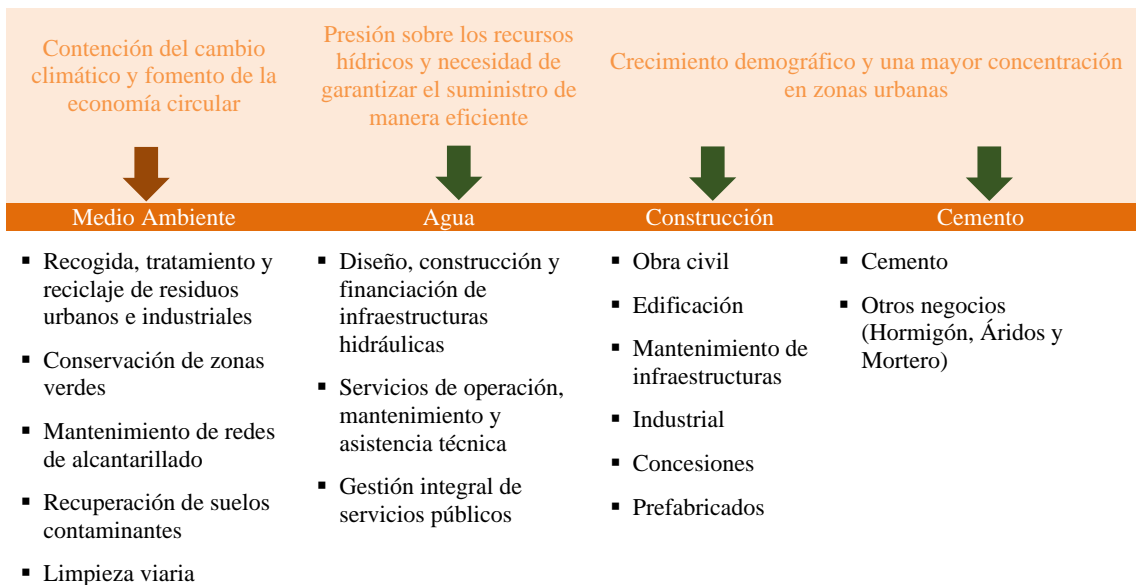 Contención del cambio
climático y fomento de la
economía circular
Presión sobre los recursos
hídricos y necesidad de
garantizar el suministro de
manera eficiente
Crecimiento demográfico y una mayor concentración
en zonas urbanas
Medio Ambiente
Agua
Construcción
Cemento
▪ Recogida, tratamiento y
reciclaje de residuos
urbanos e industriales
▪ Conservación de zonas
verdes
▪ Mantenimiento de redes
de alcantarillado
▪ Recuperación de suelos
contaminantes
▪ Limpieza viaria
▪ Diseño, construcción y
financiación de
infraestructuras
hidráulicas
▪ Servicios de operación,
mantenimiento y
asistencia técnica
▪ Gestión integral de
servicios públicos
▪ Obra civil
▪ Edificación
▪ Mantenimiento de
infraestructuras
▪ Industrial
▪ Concesiones
▪ Prefabricados
▪ Cemento
▪ Otros negocios
(Hormigón, Áridos y
Mortero)